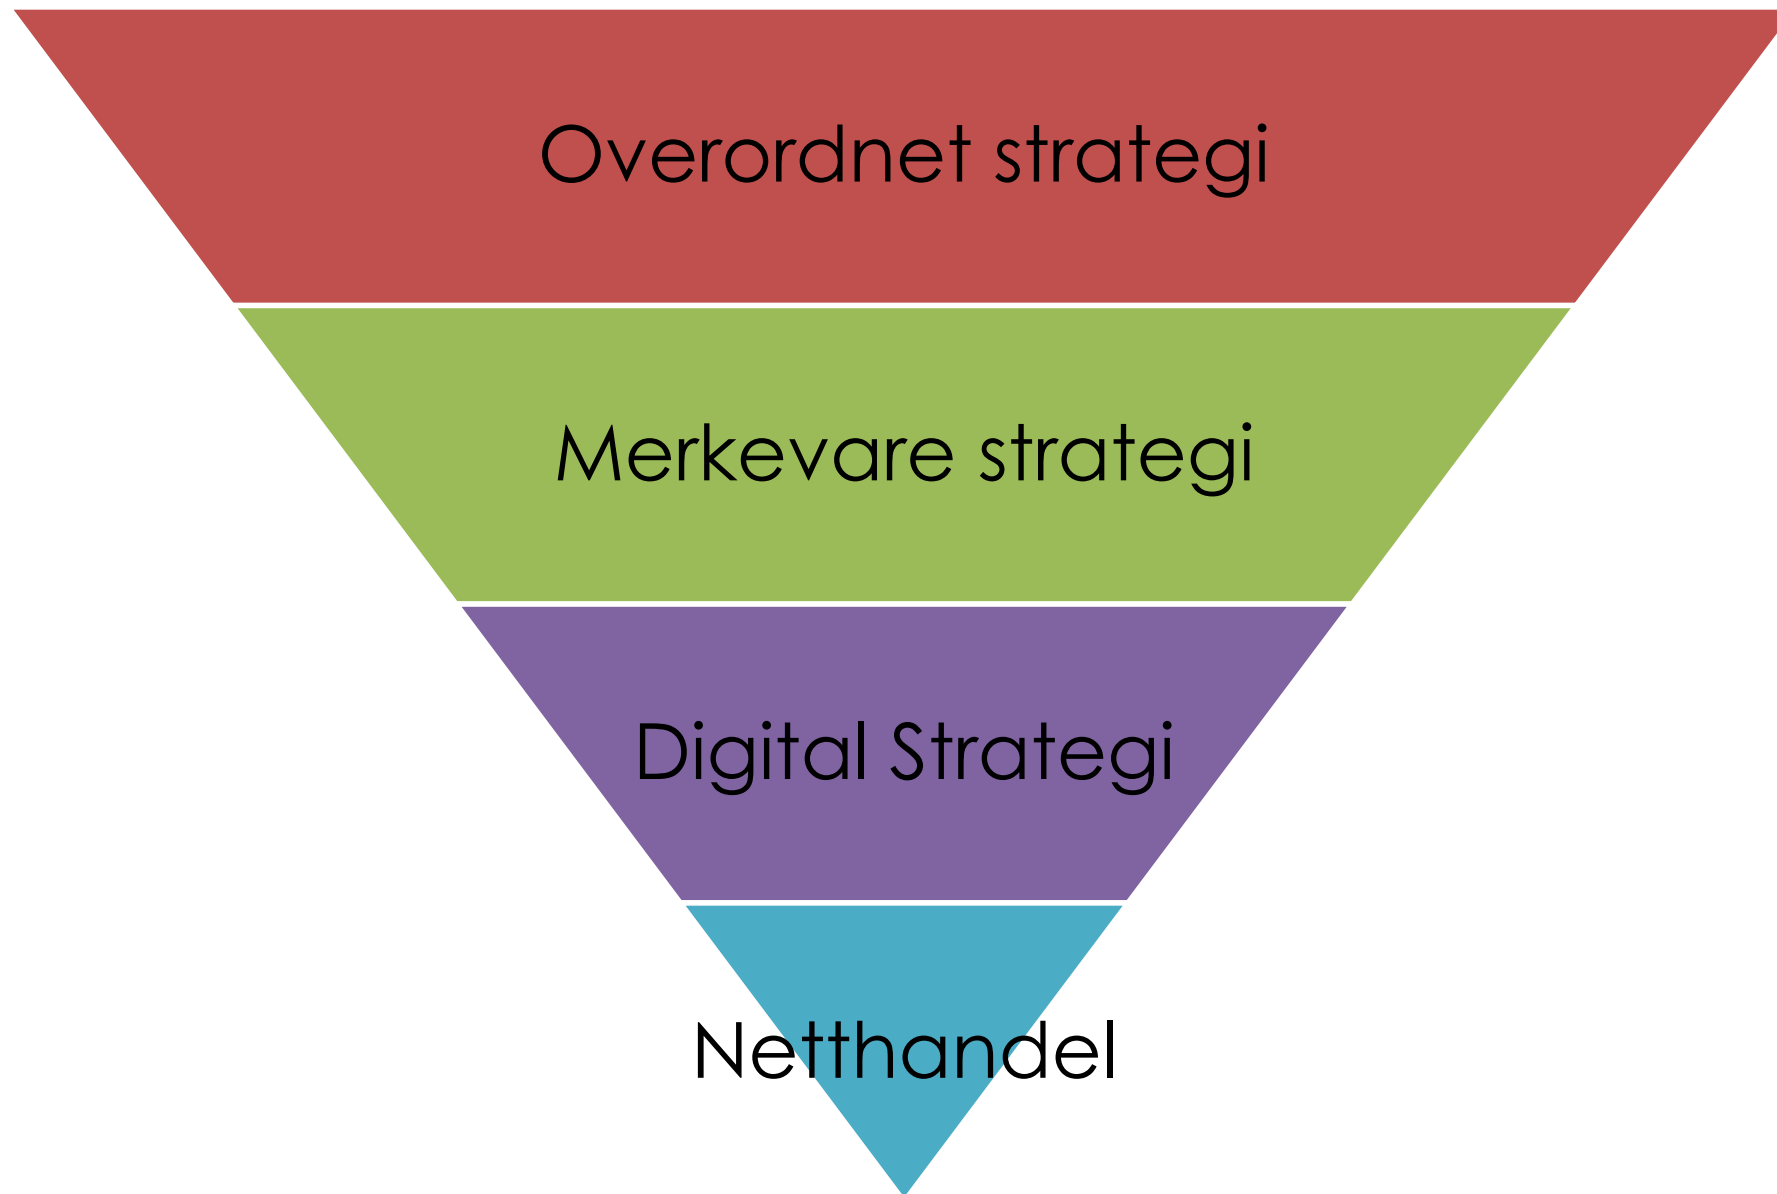 Overordnet strategi
Merkevare strategi
Digital Strategi
Netthandel